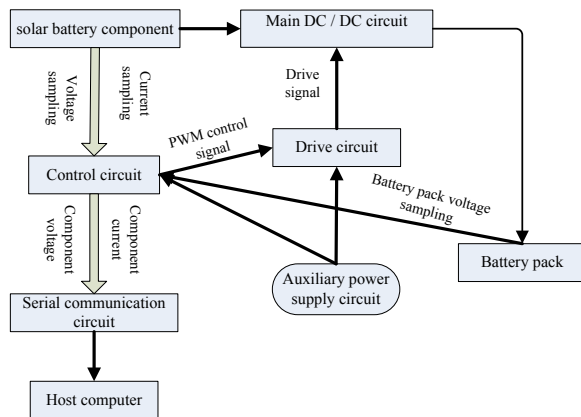 solar battery component
Main DC / DC circuit
Current
sampling
Voltage
sampling
Drive
signal
PWM control
signal
Drive circuit
Control circuit
Battery pack voltage
sampling
Component
current
Component
voltage
Battery pack
Auxiliary power
supply circuit
Serial communication
circuit
Host computer